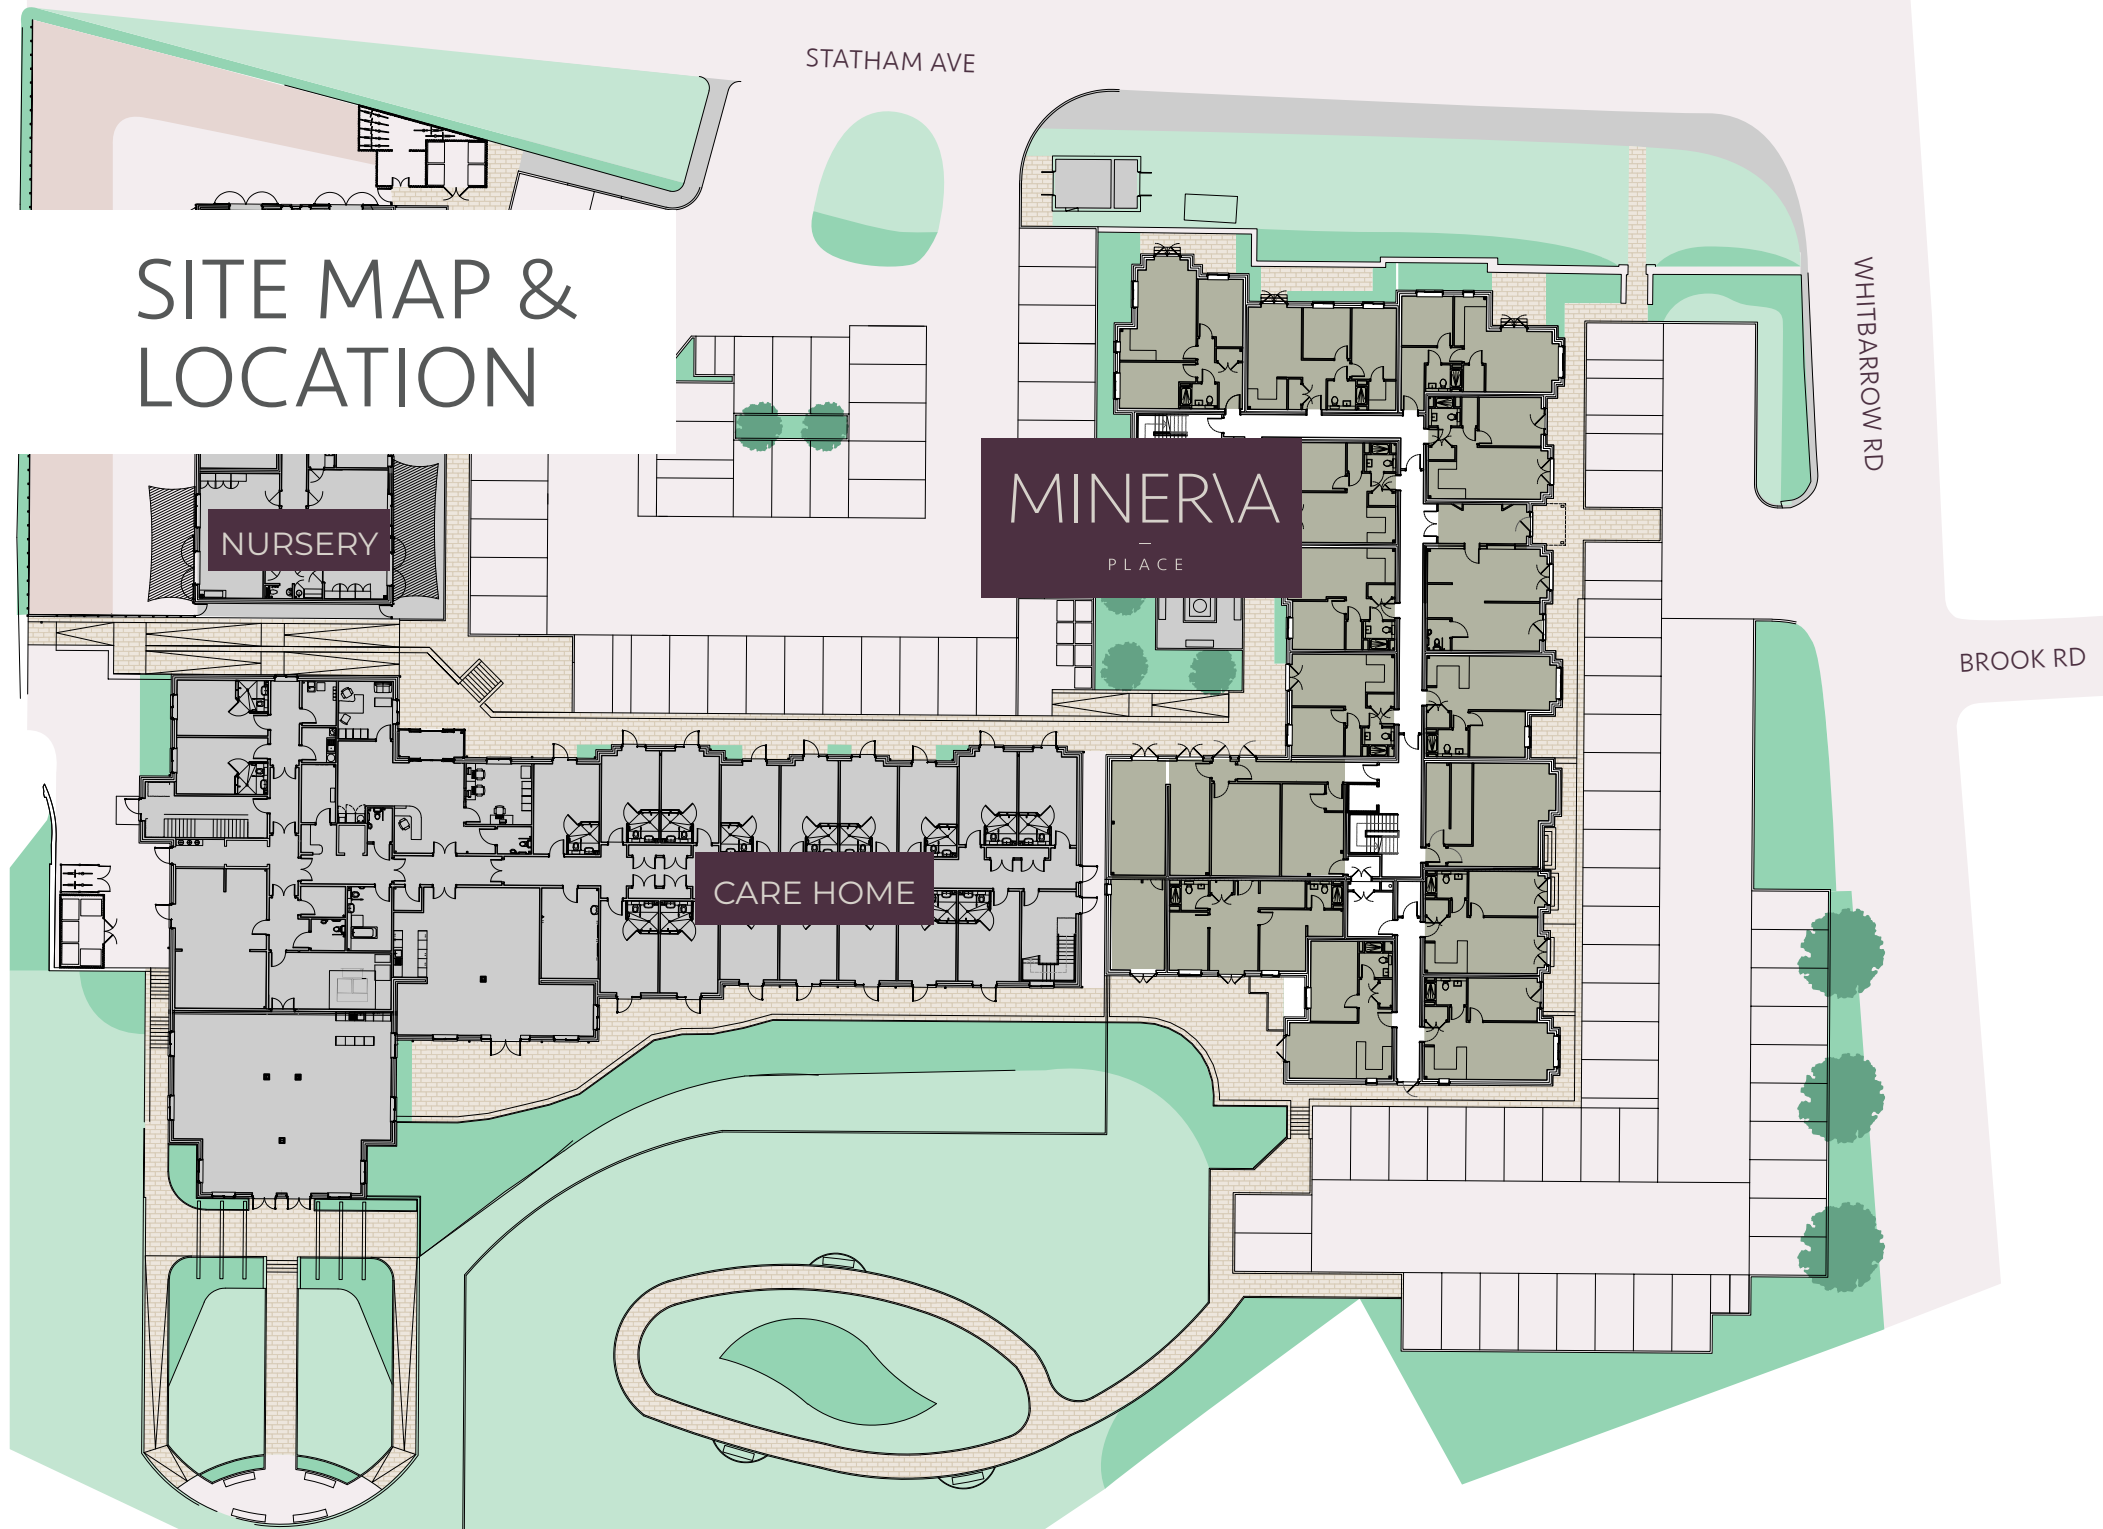 STATHAM AVE
SITE MAP &
LOCATION
WHITBARROW RD
MINERVA
PLACE
NURSERY
BROOK RD
CARE HOME